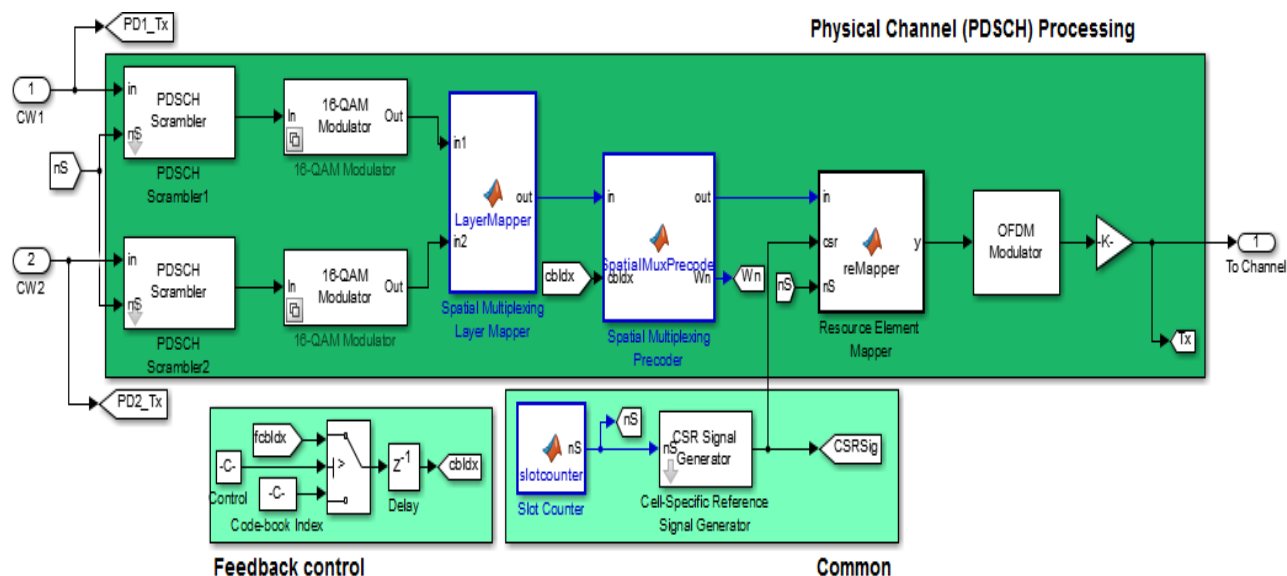 PD1_Tx
Physical Channel (PDSCH) Processing
1
CW1
in
nS
PDSCH
Scrambler
PDSCH
Scrambler1
In
16-QAM
Modulator
Out
16-QAM Modulator
nS
2
CW2
in
nS
PDSCH
Scrambler
PDSCH
Scrambler2
In
16-QAM
Modulator
Out
16-QAM Modulator
in1
in2
LayerMapper
out
Spatial Multiplexing
Layer Mapper
cbIdx
in
cbIdx
SpatialMuxPrecode
out
Wn
Wn
Spatial Multiplexing
Precoder
nS
in
csr
nS
reMapper
y
Resource Element
Mapper
OFDM
Modulator
-K-
1
To Channel
Tx
PD2_Tx
fcbIdx
-C-
Control
-C-
Code-book Index
>
Z-1
Delay
cbIdx
Feedback control
slotcounter
nS
Slot Counter
nS
nS
CSR Signal
Generator
Cell-Specific Reference
Signal Generator
CSRSig
Common